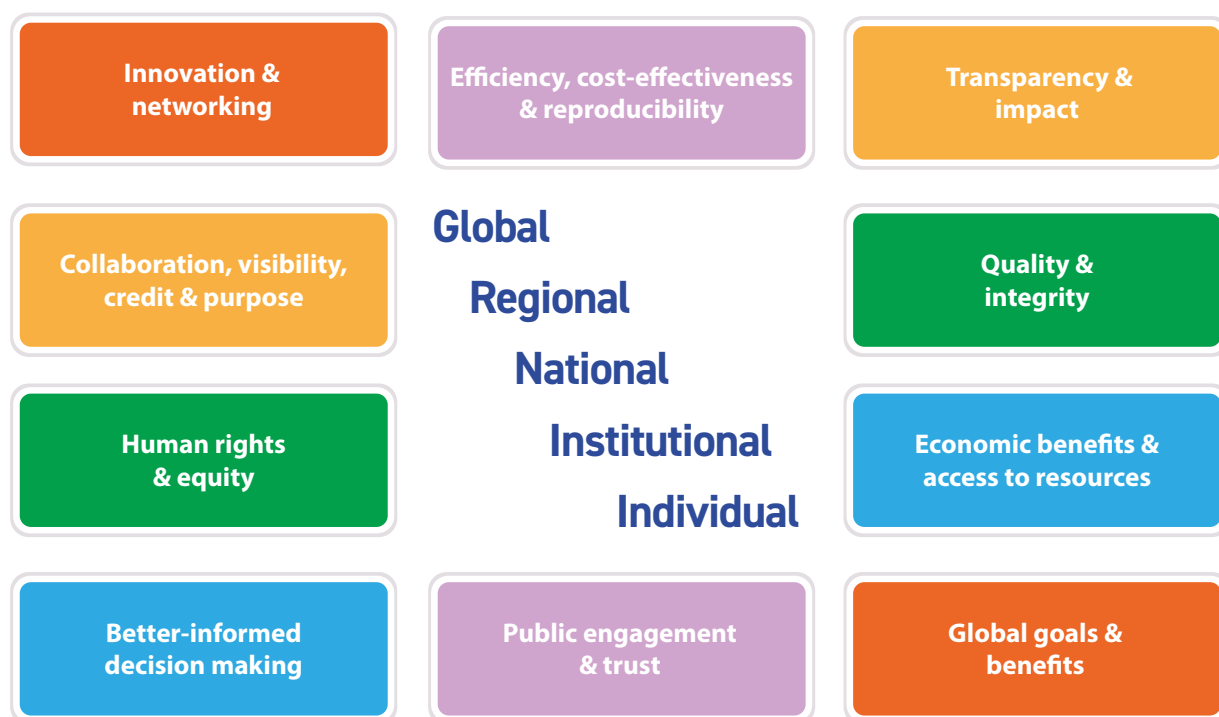 Innovation &
networking
Efficiency, cost-effectiveness
& reproducibility
Transparency &
impact
Collaboration, visibility,
credit & purpose
Global
Regional
National
Institutional
Individual
Quality &
integrity
Human rights
& equity
Economic benefits &
access to resources
Better-informed
decision making
Public engagement
& trust
Global goals &
benefits